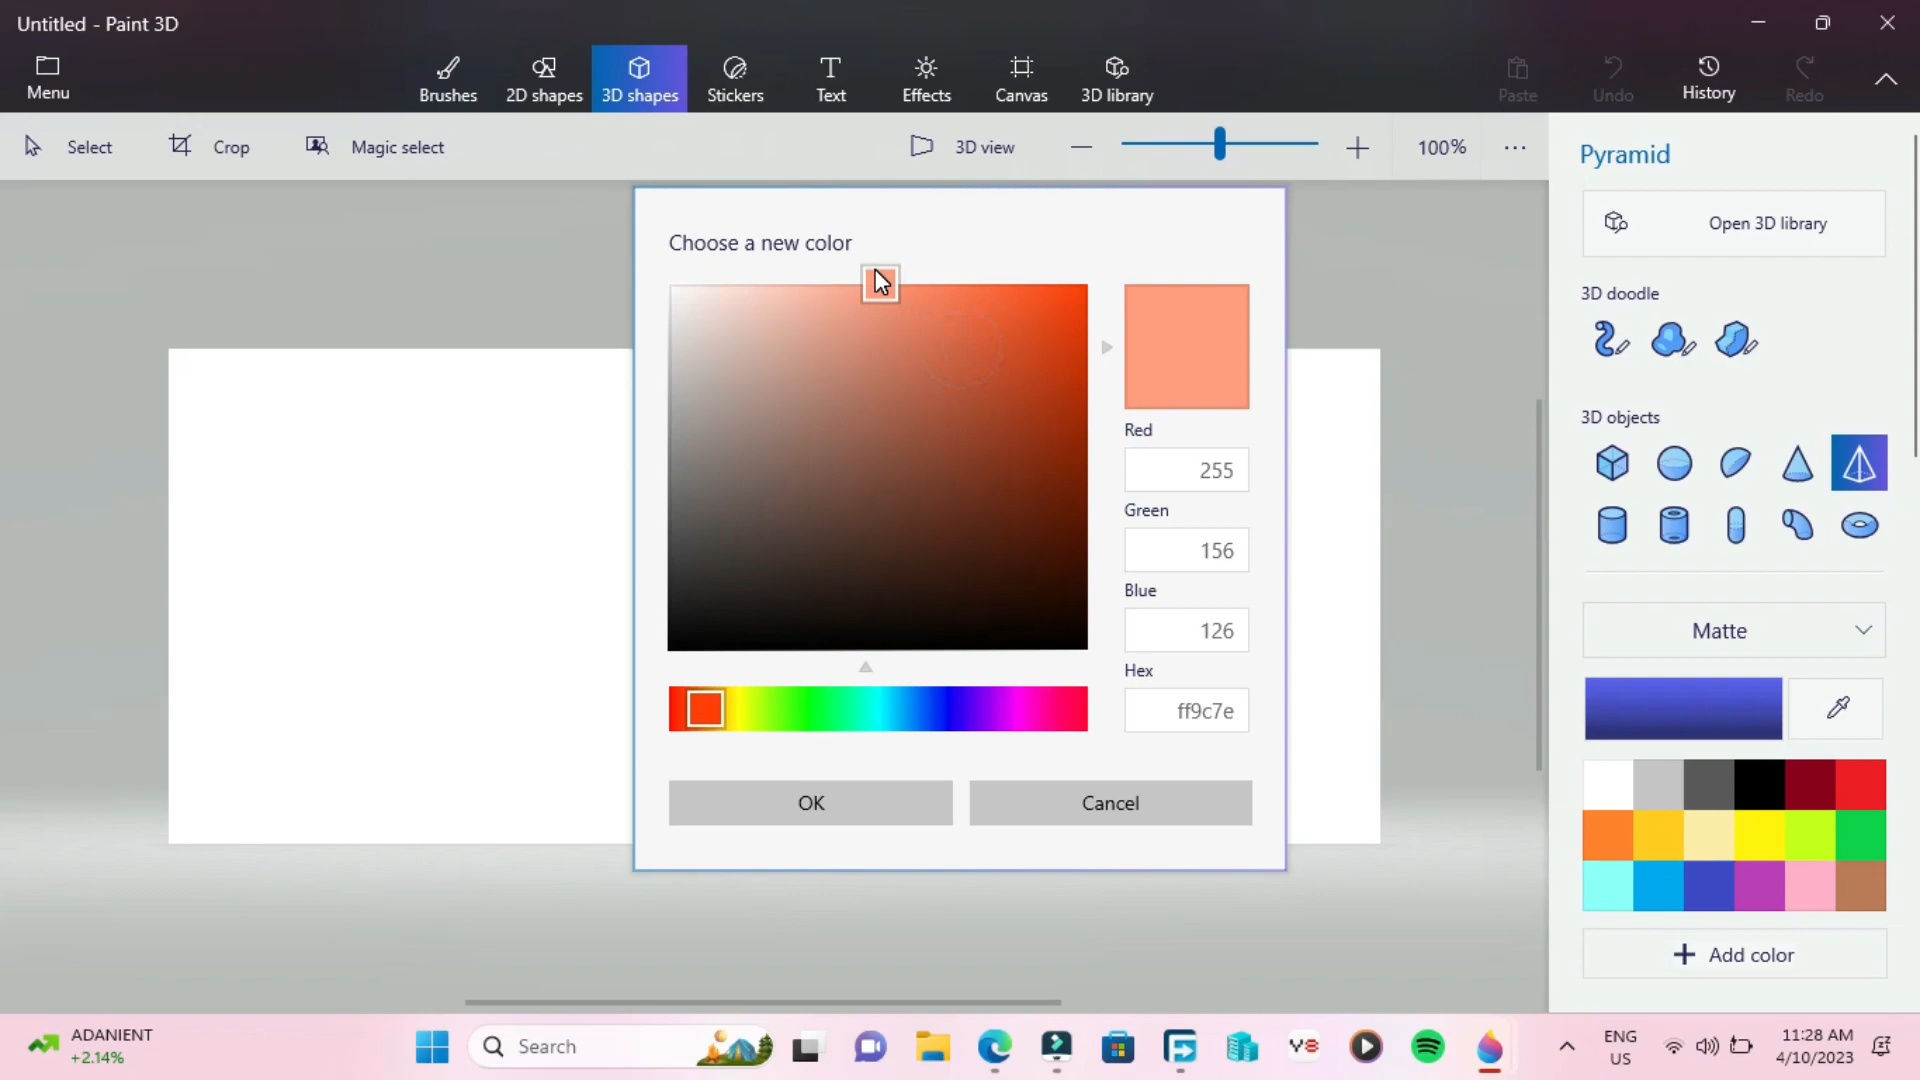 Untitled - Paint 3D
Menu
Brushes
2D shapes
3D shapes
Stickers
Text
Effects
Canvas
3D library
Paste
Undo
History
Redo
Select
Crop
Magic select
3D view
100%
Pyramid
Open 3D library
3D doodle
3D objects
Matte
Add color
Choose a new color
Red
255
Green
156
Blue
126
Hex
ff9c7e
OK
Cancel
ADANIENT
+2.14%
Search
Y8
ENG
US
11:28 AM
4/10/2023